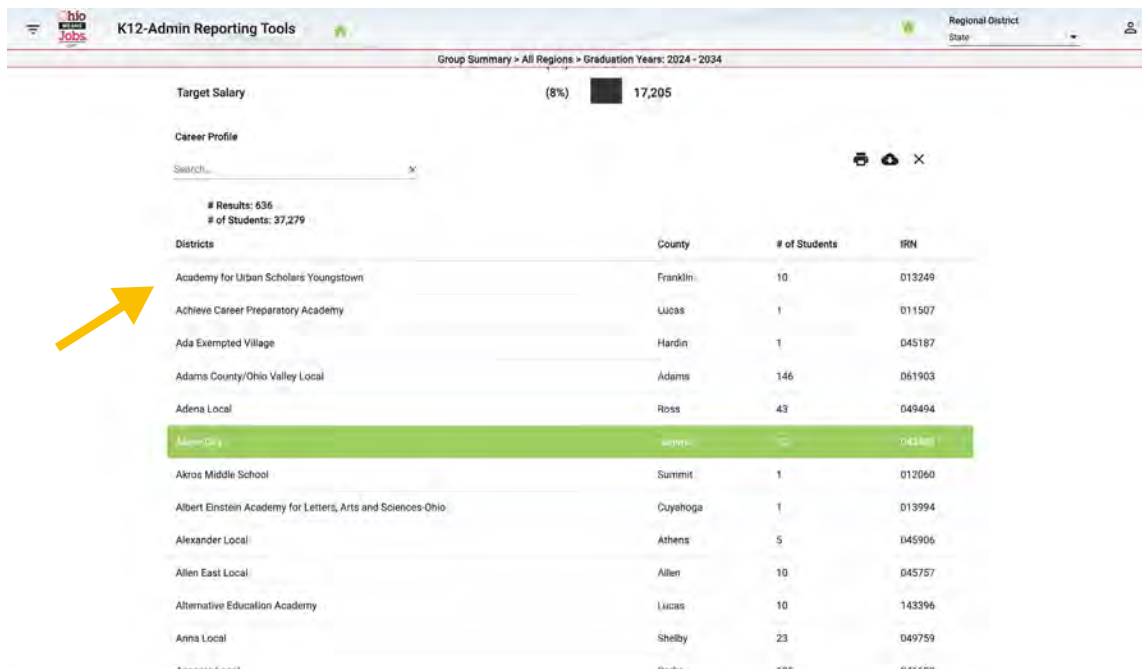 Ohio
Jobs
K12-Admin Reporting Tools
Regional District
State
Group Summary > All Regions > Graduation Years: 2024 - 2034
Target Salary (8%) 17,205
Career Profile
Search...
# Results: 636
# of Students: 37,279
Districts County # of Students IRN
Academy for Urban Scholars Youngstown Franklin 10 013249
Achieve Career Preparatory Academy Lucas 1 011507
Ada Exempted Village Hardin 1 045187
Adams County/Ohio Valley Local Adams 146 061903
Adena Local Ross 43 049494
Akros Middle School Summit 1 012060
Albert Einstein Academy for Letters, Arts and Sciences-Ohio Cuyahoga 1 013994
Alexander Local Athens 5 045906
Allen East Local Allen 10 045757
Alternative Education Academy Lucas 10 143396
Anna Local Shelby 23 049759